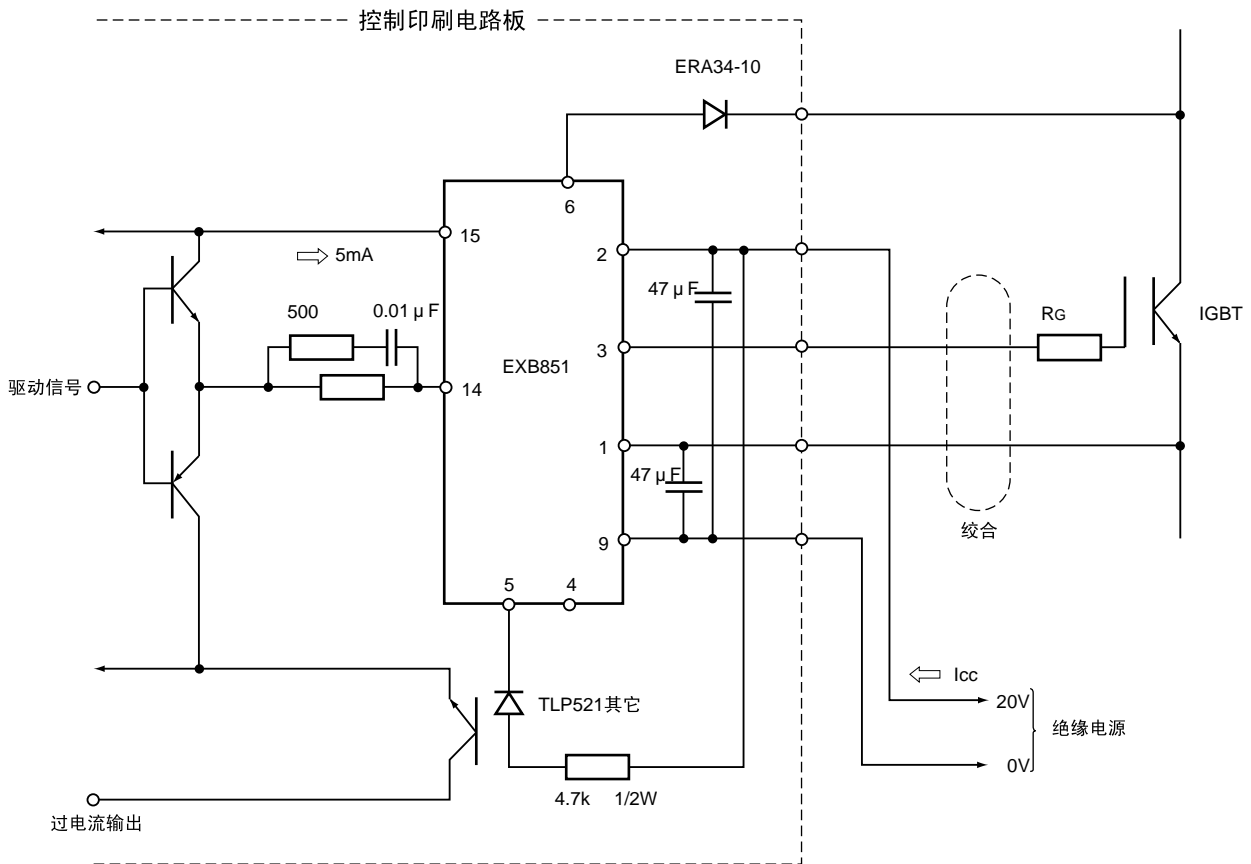 控制印刷电路板
ERA34-10
6
15
5mA
2
47 μ F
500
0.01 μ F
RG
IGBT
3
EXB851
驱动信号
14
1
47 μ F
绞合
9
5
4
Icc
TLP521其它
20V
绝缘电源
0V
4.7k 1/2W
过电流输出